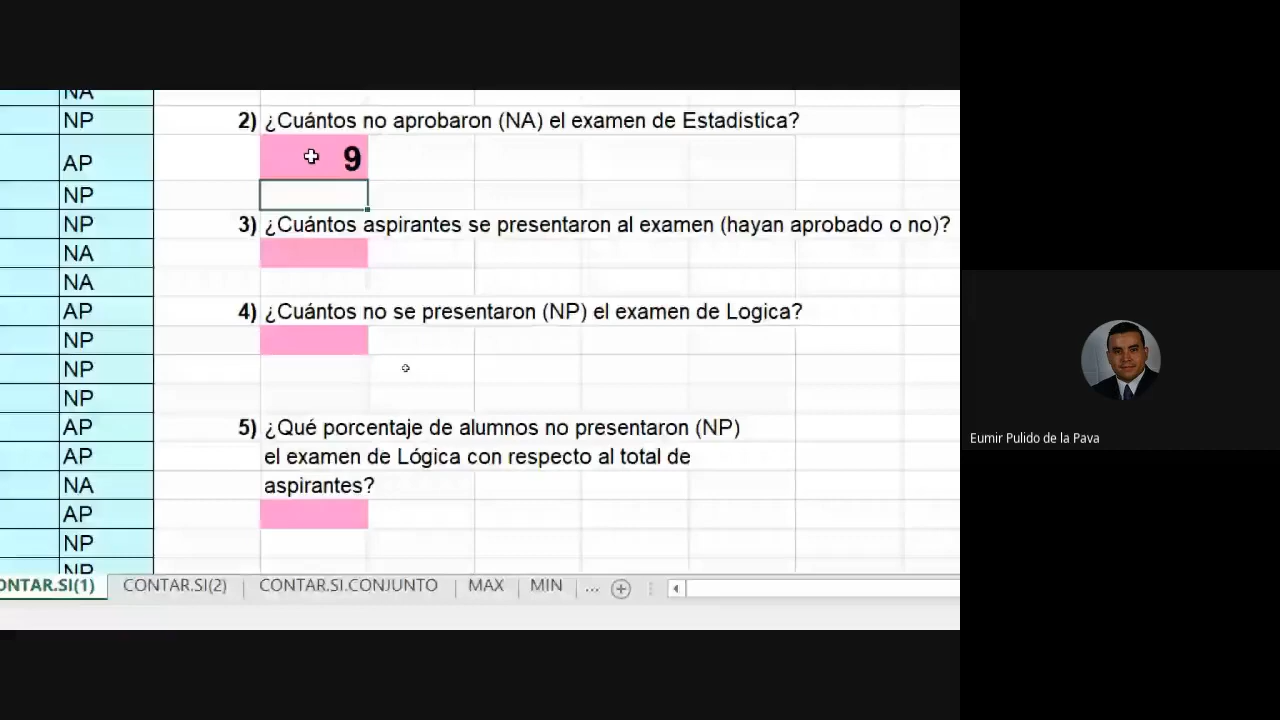 NA
NP
2) ¿Cuántos no aprobaron (NA) el examen de Estadistica?
AP
9
NP
NP
3) ¿Cuántos aspirantes se presentaron al examen (hayan aprobado o no)?
NA
NA
AP
4) ¿Cuántos no se presentaron (NP) el examen de Logica?
NP
NP
NP
AP
5) ¿Qué porcentaje de alumnos no presentaron (NP)
AP
el examen de Lógica con respecto al total de
NA
aspirantes?
AP
NP
NP
ONTAR.SI(1) CONTAR.SI(2) CONTAR.SI.CONJUNTO MAX MIN ...
Eumir Pulido de la Pava